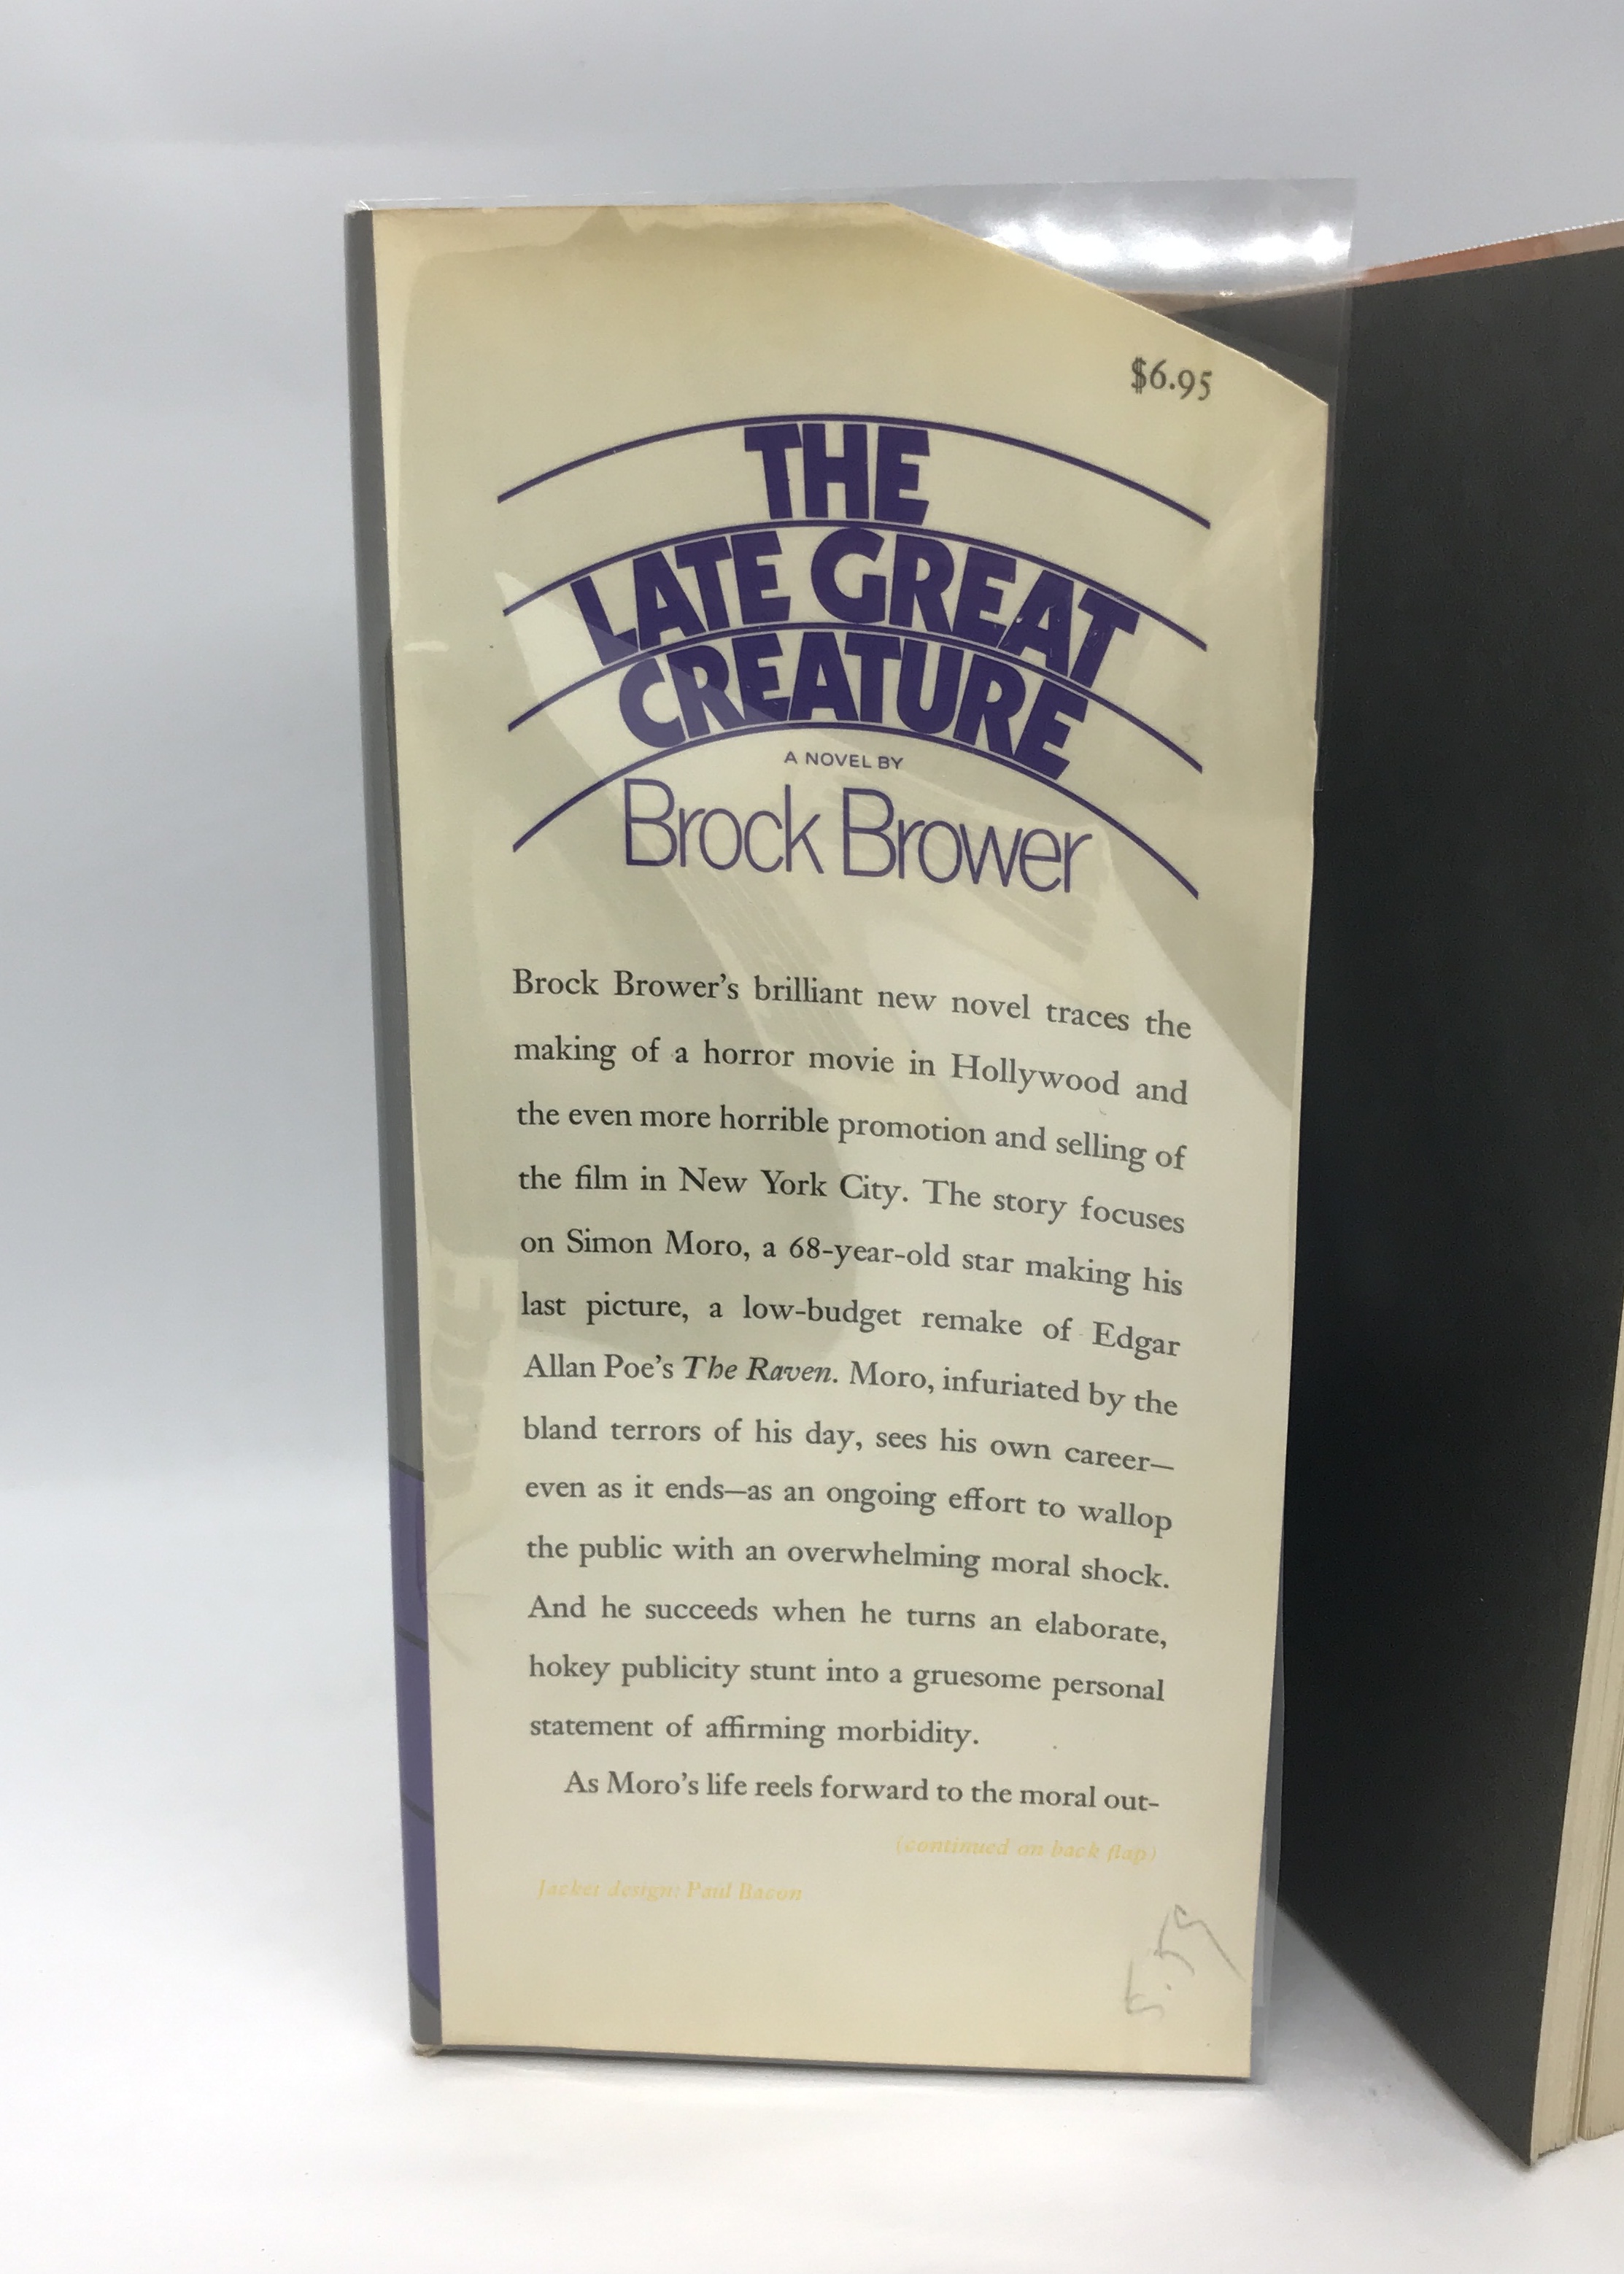 $6.95
THE
LATE GREAT
CREATURE
A NOVEL BY
Brock Brower
Brock Brower's brilliant new novel traces the
making of a horror movie in Hollywood and
the even more horrible promotion and selling of
the film in New York City. The story focuses
on Simon Moro, a 68-year-old star making his
last picture, a low-budget remake of Edgar
Allan Poe's The Raven. Moro, infuriated by the
bland terrors of his day, sees his own career—
even as it ends—as an ongoing effort to wallop
the public with an overwhelming moral shock.
And he succeeds when he turns an elaborate,
hokey publicity stunt into a gruesome personal
statement of affirming morbidity.
As Moro's life reels forward to the moral out-
(continued on back flap)
Jacket design: Paul Bacon